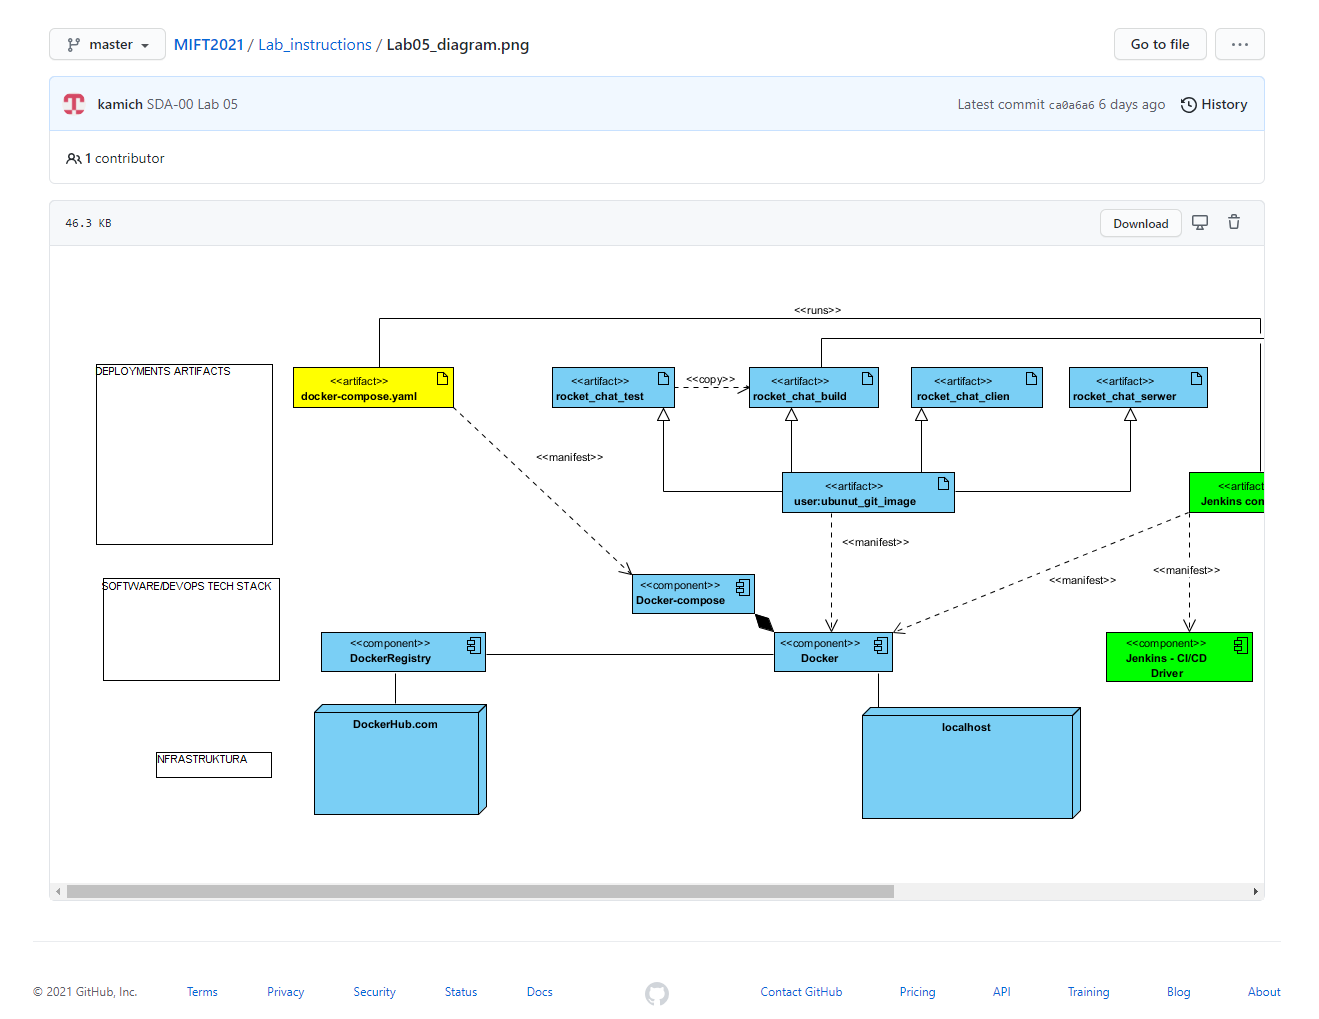 master
MIFT2021 / Lab_instructions / Lab05_diagram.png
Go to file
kamich SDA-00 Lab 05
Latest commit ca0a6a6 6 days ago
History
1 contributor
46.3 KB
Download
<<runs>>
DEPLOYMENTS ARTIFACTS
<<artifact>>
docker-compose.yaml
<<artifact>>
rocket_chat_test
<<copy>>
<<artifact>>
rocket_chat_build
<<artifact>>
rocket_chat_clien
<<artifact>>
rocket_chat_serwer
<<manifest>>
<<artifact>>
user:ubunut_git_image
<<artifact
Jenkins con
<<manifest>>
<<manifest>>
<<manifest>>
SOFTWARE/DEVOPS TECH STACK
<<component>>
Docker-compose
<<component>>
DockerRegistry
<<component>>
Docker
<<component>>
Jenkins - CI/CD
Driver
DockerHub.com
localhost
NFRASTRUKTURA
© 2021 GitHub, Inc.
Terms
Privacy
Security
Status
Docs
Contact GitHub
Pricing
API
Training
Blog
About